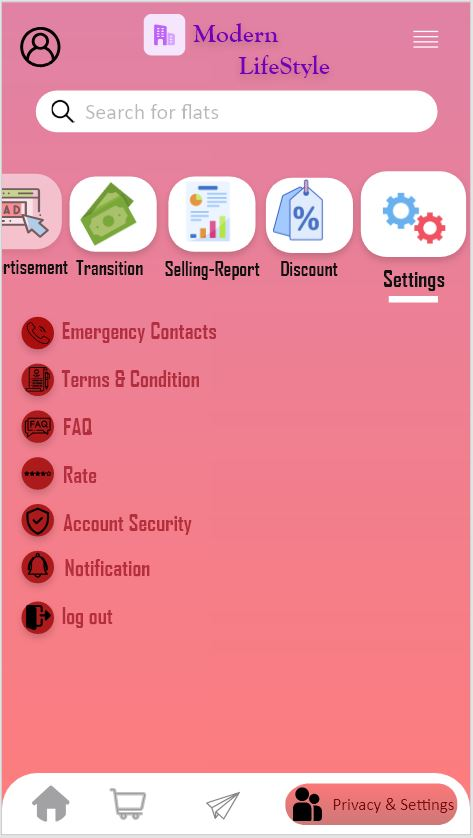 Modern
LifeStyle
Search for flats
AD
rtisement Transition Selling-Report Discount Settings
Emergency Contacts
Terms & Condition
FAQ
FAQ
Rate
Account Security
Notification
log out
Privacy & Settings